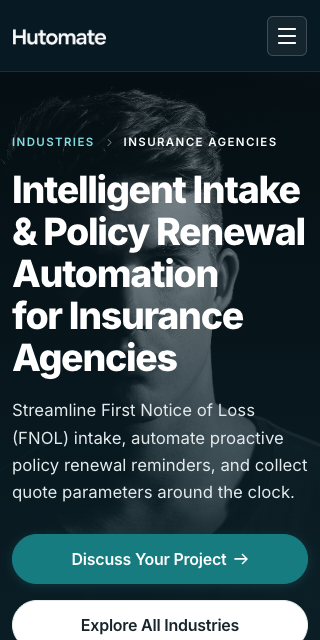 Hutomate
INDUSTRIES > INSURANCE AGENCIES
Intelligent Intake
& Policy Renewal
Automation
for Insurance
Agencies
Streamline First Notice of Loss
(FNOL) intake, automate proactive
policy renewal reminders, and collect
quote parameters around the clock.
Discuss Your Project →
Explore All Industries